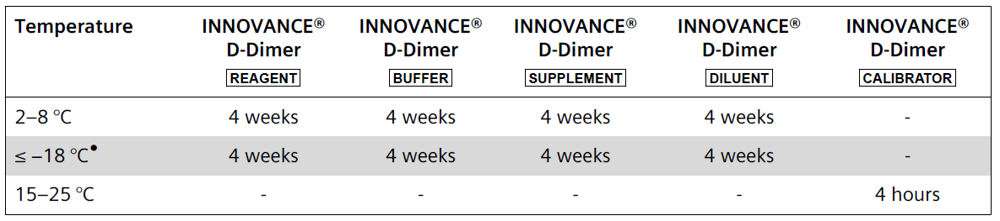 Temperature INNOVANCE® INNOVANCE® INNOVANCE® INNOVANCE® INNOVANCE®
D-Dimer D-Dimer D-Dimer D-Dimer D-Dimer
REAGENT BUFFER SUPPLEMENT DILUENT CALIBRATOR
2–8 °C 4 weeks 4 weeks 4 weeks 4 weeks -
≤ –18 °C● 4 weeks 4 weeks 4 weeks 4 weeks -
15–25 °C - - - - 4 hours